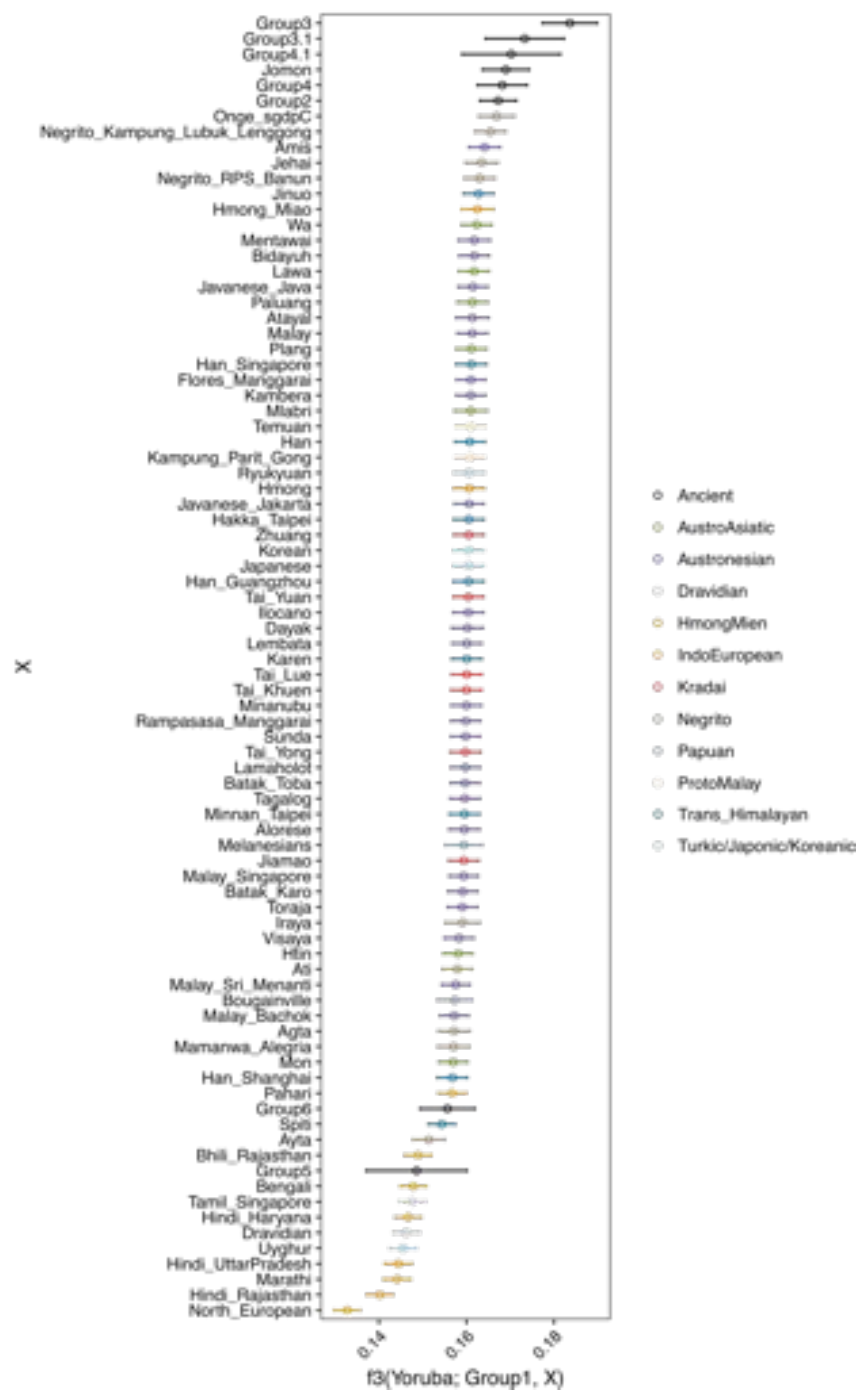 Group3
Group3.1
Group4.1
Jomon
Group4
Group2
Onge_sgdpC
Negrito_Kampung_Lubuk_Lenggong
Amis
Jehai
Negrito_RPS_Banun
Jinuo
Hmong_Miao
Wa
Mentawai
Bidayuh
Lawa
Javanese_Java
Paluang
Atayal
Malay
Plang
Han_Singapore
Flores_Manggarai
Kambera
Mlabri
Temuan
Han
Kampung_Parit_Gong
Ryukyuan
Hmong
Javanese_Jakarta
Hakka_Taipei
Zhuang
Korean
Japanese
Han_Guangzhou
Tai_Yuan
Ilocano
Dayak
Lembata
Karen
Tai_Lue
Tai_Khuen
Minanubu
Rampasasa_Manggarai
Sunda
Tai_Yong
Lamaholot
Batak_Toba
Tagalog
Minnan_Taipei
Alorese
Melanesians
Jiamao
Malay_Singapore
Batak_Karo
Toraja
Iraya
Visaya
Htin
Ati
Malay_Sri_Menanti
Bougainville
Malay_Bachok
Agta
Mamanwa_Alegria
Mon
Han_Shanghai
Pahari
Group6
Spiti
Ayta
Bhili_Rajasthan
Group5
Bengali
Tamil_Singapore
Hindi_Haryana
Dravidian
Uyghur
Hindi_UttarPradesh
Marathi
Hindi_Rajasthan
North_European
X
0.14
0.16
0.18
f3(Yoruba; Group1, X)
Ancient
AustroAsiatic
Austronesian
Dravidian
HmongMien
IndoEuropean
Kradai
Negrito
Papuan
ProtoMalay
Trans_Himalayan
Turkic/Japonic/Koreanic